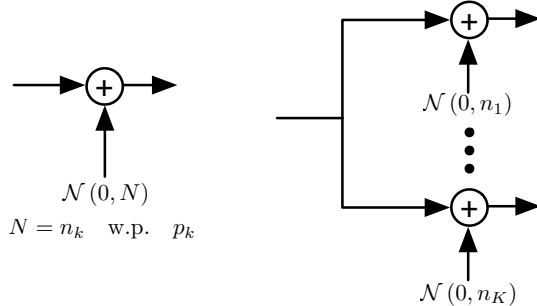 +
N (0, N)
N = n_k w.p. p_k
+
N (0, n_1)
+
N (0, n_K)